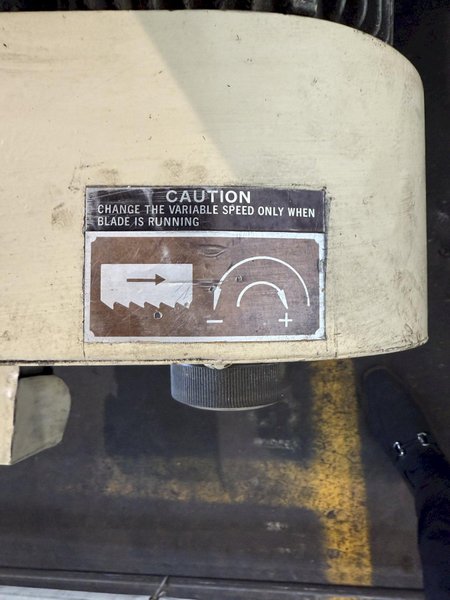 CAUTION
CHANGE THE VARIABLE SPEED ONLY WHEN
BLADE IS RUNNING
− +